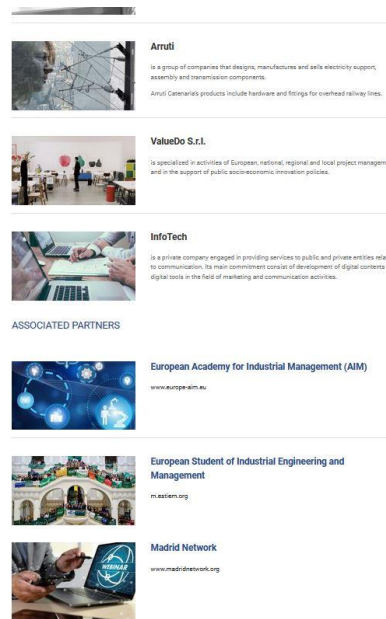 Arruti
is a group of companies that designs, manufactures and sells electricity support,
assembly and transmission components.
Arruti Catenaria's products include hardware and fittings for overhead railway lines.
ValueDo S.r.l.
is specialized in activities of European, national, regional and local project managem
and in the support of public socio-economic innovation policies.
InfoTech
is a private company engaged in providing services to public and private entities rela
to communication. Its main commitment consist of development of digital contents
digital tools in the field of marketing and communication activities.
ASSOCIATED PARTNERS
European Academy for Industrial Management (AIM)
www.europe-aim.eu
European Student of Industrial Engineering and
Management
m.estiem.org
WEBINAR
Madrid Network
www.madridnetwork.org